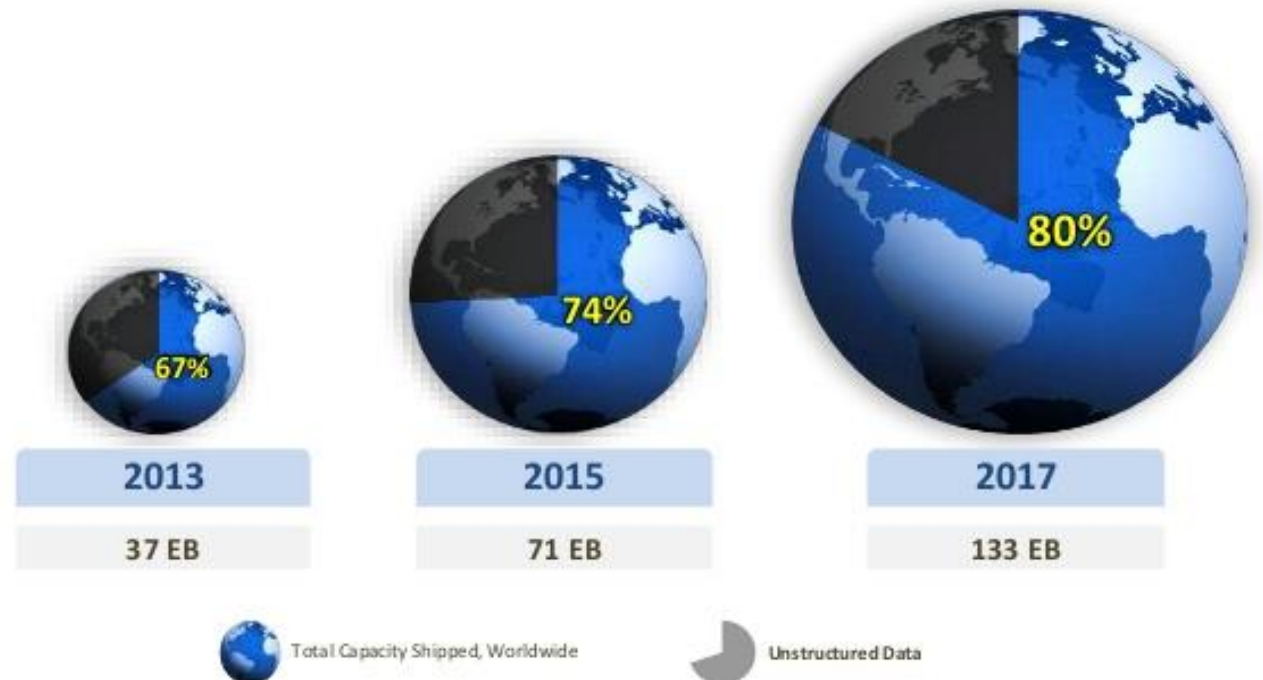 67%
74%
80%
2013
2015
2017
37 EB
71 EB
133 EB
Total Capacity Shipped, Worldwide
Unstructured Data